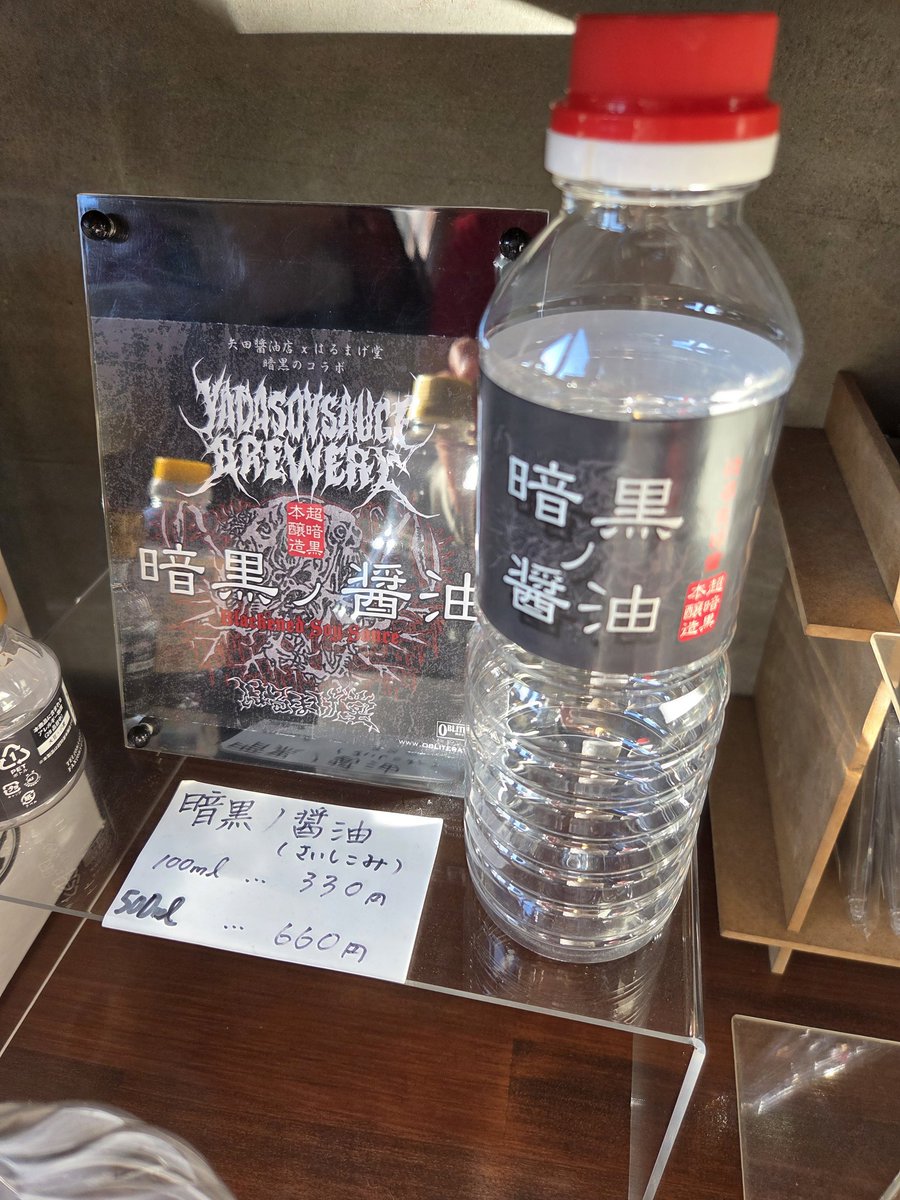 矢田醤油店 x はるまげ堂
暗黒のコラボ
YADASOYSAUCE
BREWERY
超暗黒
本醸造
暗黒ノ醤油
Blackened Soy Sauce
WWW.OBLITERA
暗黒
ノ
醤油
超暗黒
本醸造
暗黒ノ醤油
(さいしこみ)
100ml … 330円
500ml … 660円